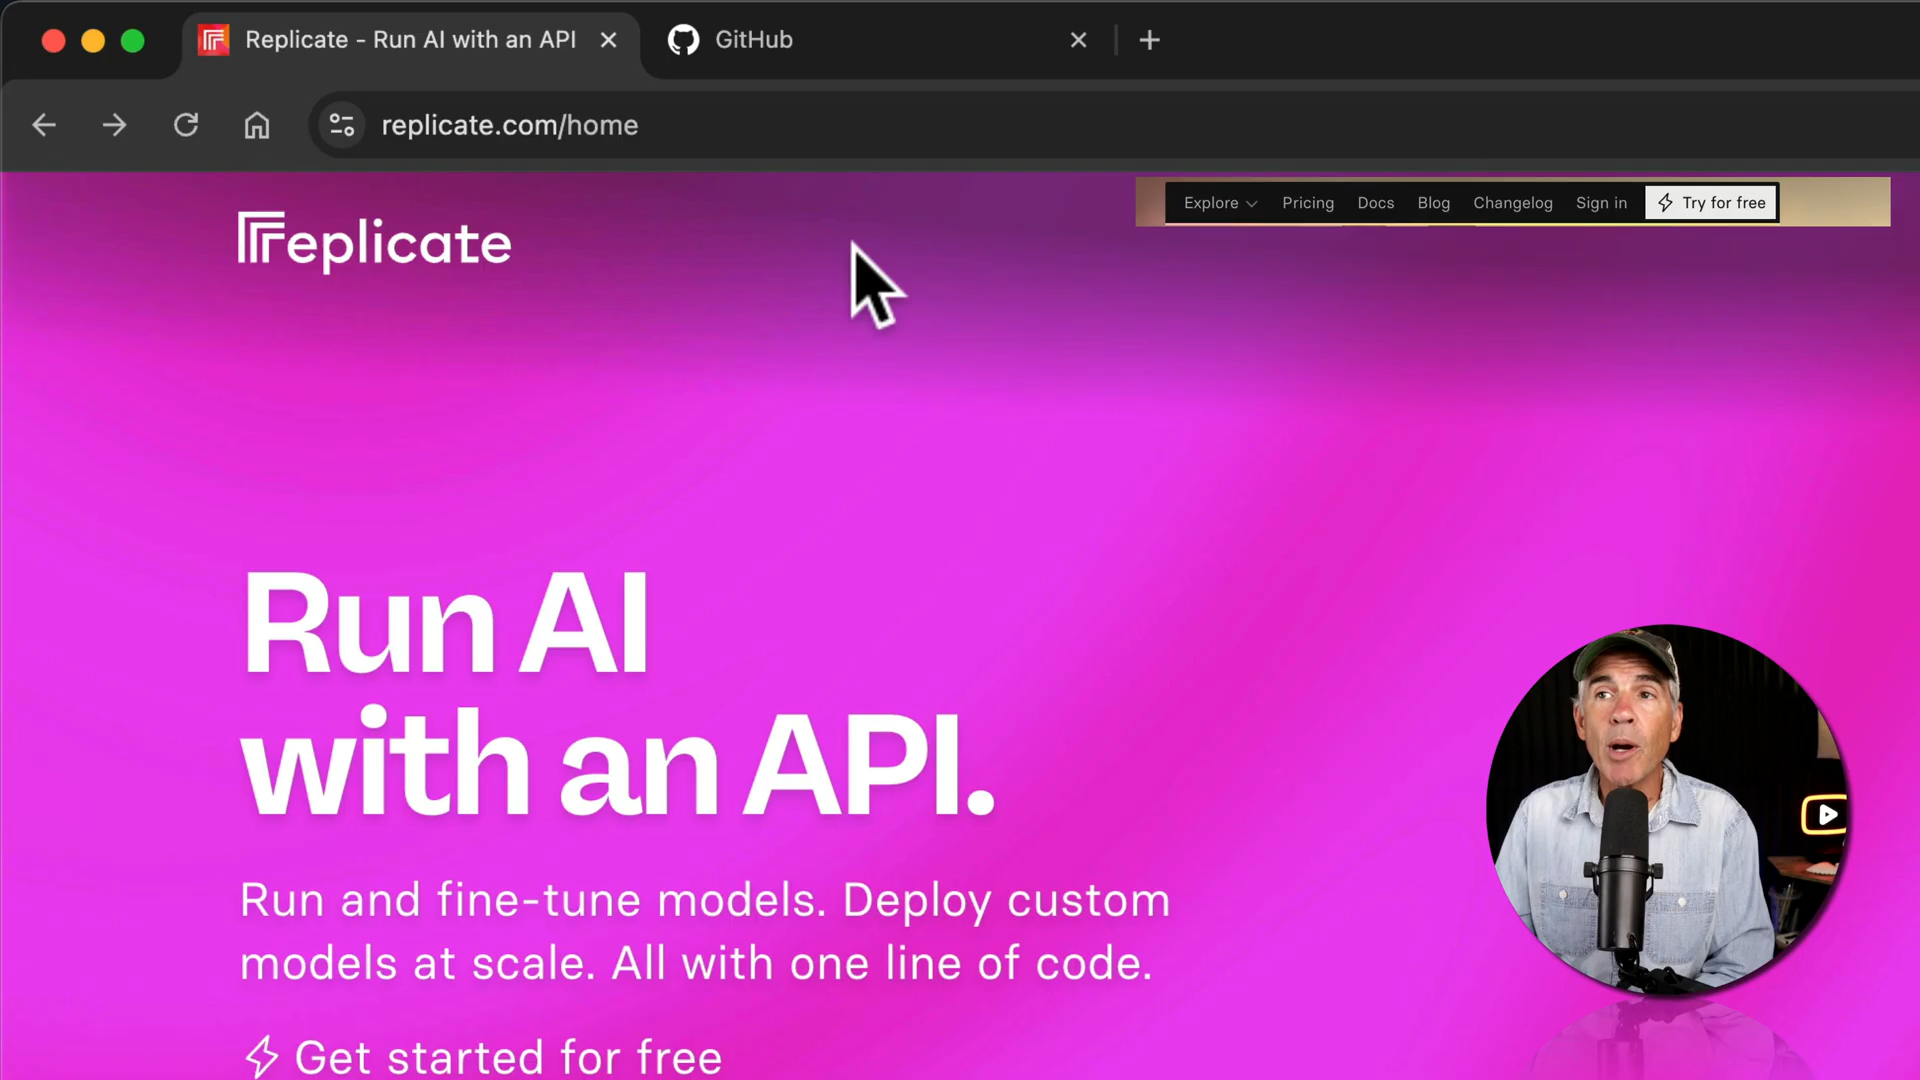 Replicate - Run AI with an API
GitHub
replicate.com/home
Explore Pricing Docs Blog Changelog Sign in Try for free
replicate
Run AI
with an API.
Run and fine-tune models. Deploy custom
models at scale. All with one line of code.
Get started for free